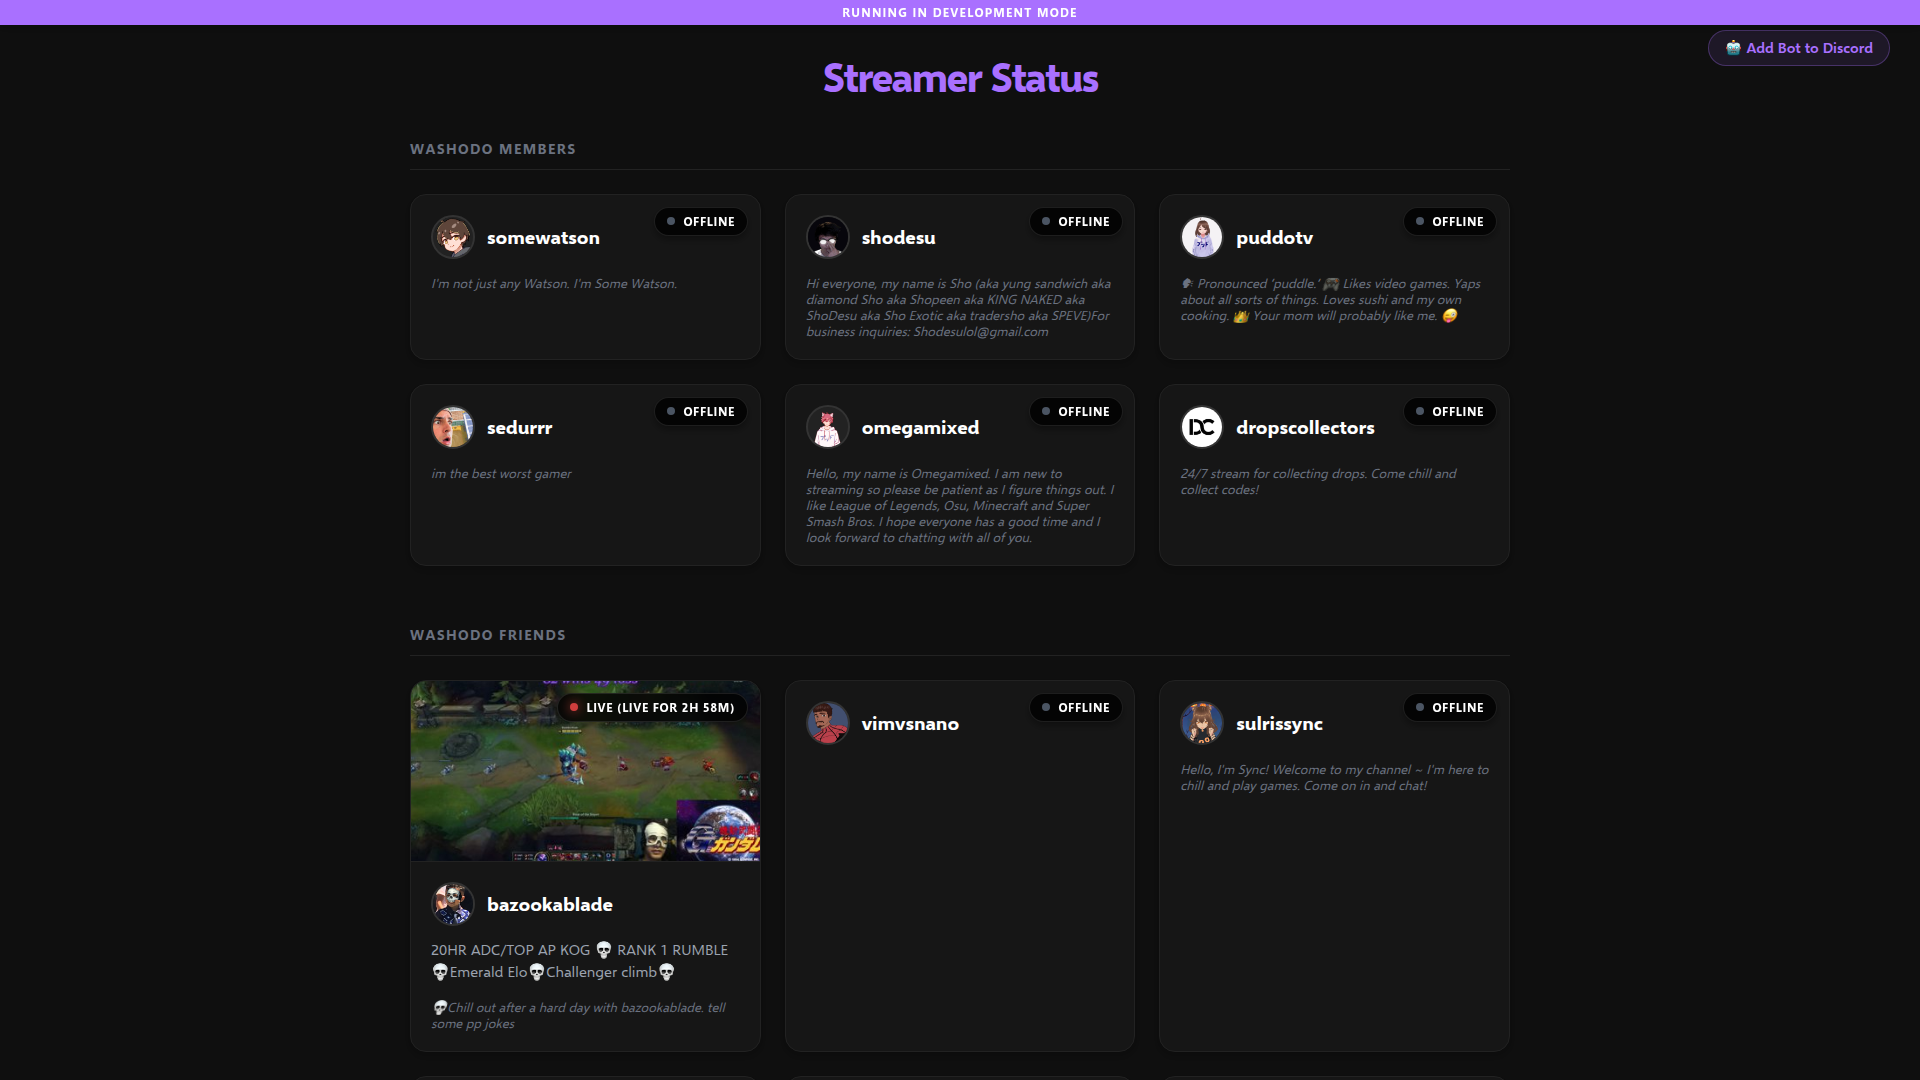 RUNNING IN DEVELOPMENT MODE
🤖 Add Bot to Discord
Streamer Status
WASHODO MEMBERS
somewatson
OFFLINE
I'm not just any Watson. I'm Some Watson.
shodesu
OFFLINE
Hi everyone, my name is Sho (aka yung sandwich aka
diamond Sho aka Shopeen aka KING NAKED aka
ShoDesu aka Sho Exotic aka tradersho aka SPEVE)For
business inquiries: Shodesulol@gmail.com
puddotv
OFFLINE
🗣 Pronounced 'puddle.' 🎮 Likes video games. Yaps
about all sorts of things. Loves sushi and my own
cooking. 👑 Your mom will probably like me. 😜
sedurrr
OFFLINE
im the best worst gamer
omegamixed
OFFLINE
Hello, my name is Omegamixed. I am new to
streaming so please be patient as I figure things out. I
like League of Legends, Osu, Minecraft and Super
Smash Bros. I hope everyone has a good time and I
look forward to chatting with all of you.
DC
dropscollectors
OFFLINE
24/7 stream for collecting drops. Come chill and
collect codes!
WASHODO FRIENDS
LIVE (LIVE FOR 2H 58M)
ガンダム
bazookablade
20HR ADC/TOP AP KOG 💀 RANK 1 RUMBLE
💀Emerald Elo💀Challenger climb💀
💀Chill out after a hard day with bazookablade. tell
some pp jokes
vimvsnano
OFFLINE
sulrissync
OFFLINE
Hello, I'm Sync! Welcome to my channel ~ I'm here to
chill and play games. Come on in and chat!